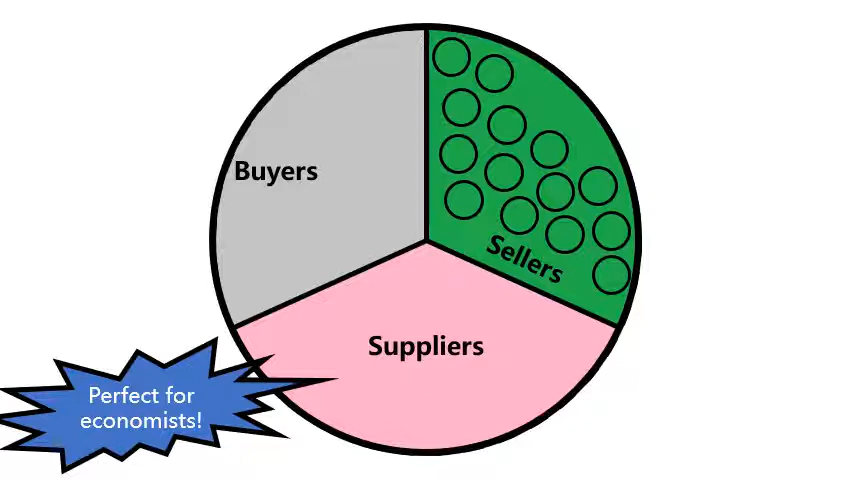 Buyers
Sellers
Suppliers
Perfect for
economists!